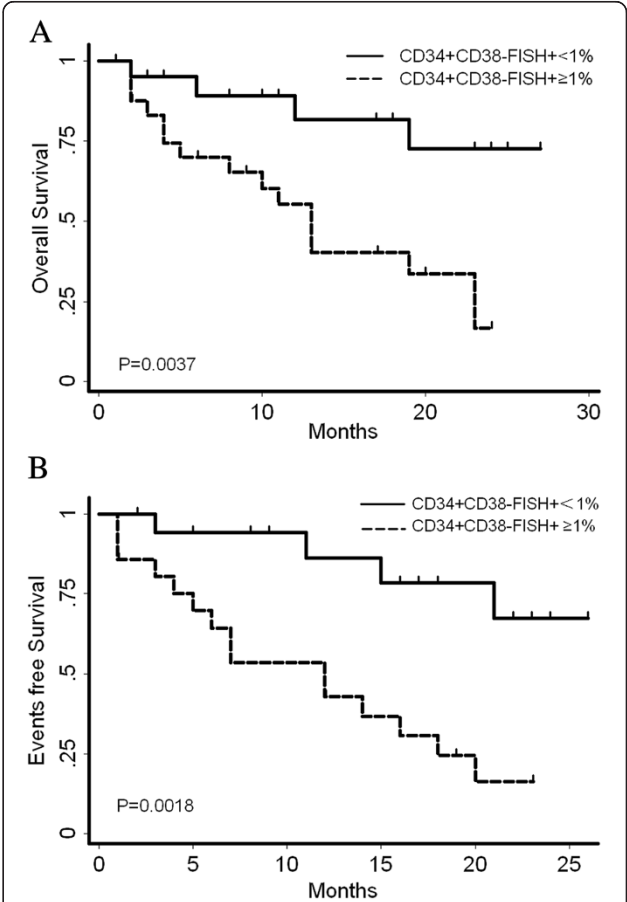 A
CD34+CD38-FISH+<1%
CD34+CD38-FISH+≥1%
Overall Survival
1
.75
.5
.25
0
P=0.0037
0 10 20 30
Months
B
CD34+CD38-FISH+<1%
CD34+CD38-FISH+≥1%
Events free Survival
1
.75
.5
.25
0
P=0.0018
0 5 10 15 20 25
Months